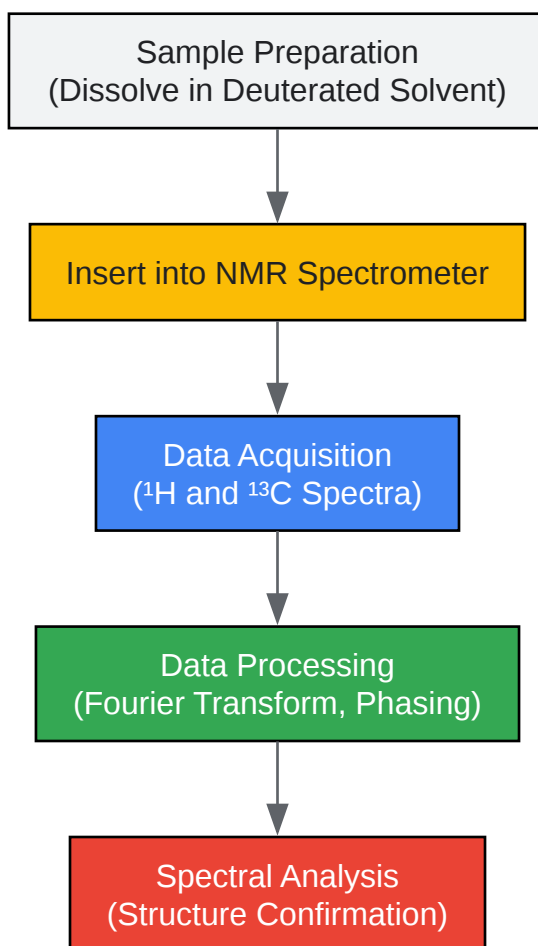 Sample Preparation
(Dissolve in Deuterated Solvent)
Insert into NMR Spectrometer
Data Acquisition
(¹H and ¹³C Spectra)
Data Processing
(Fourier Transform, Phasing)
Spectral Analysis
(Structure Confirmation)